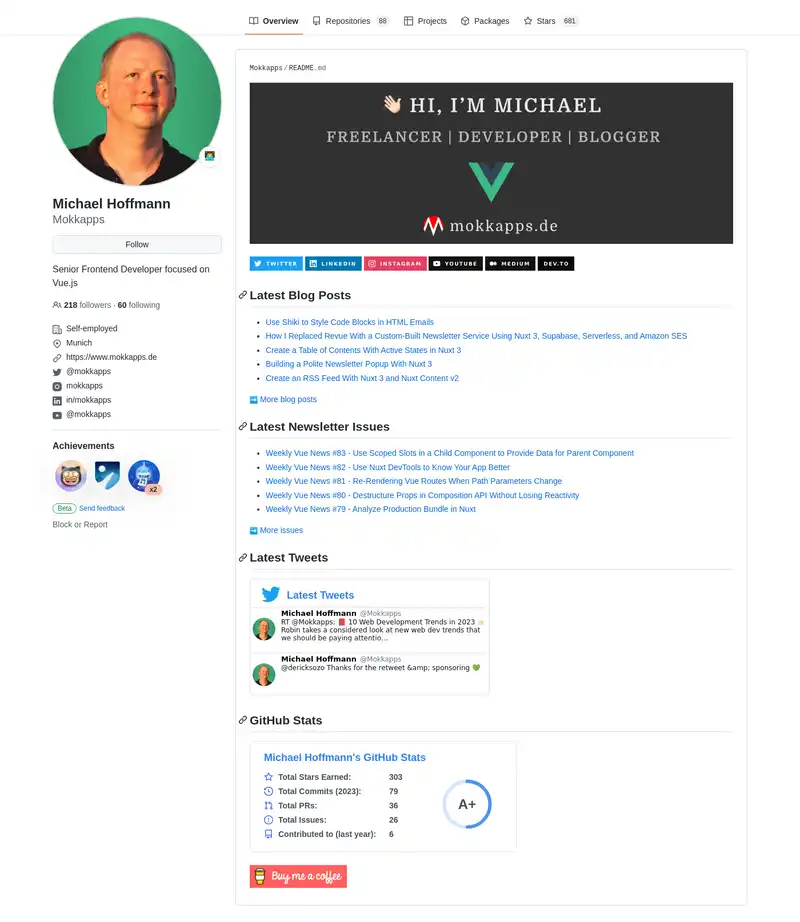 Overview
Repositories 88
Projects
Packages
Stars 681
Michael Hoffmann
Mokkapps
Follow
Senior Frontend Developer focused on
Vue.js
218 followers · 60 following
Self-employed
Munich
https://www.mokkapps.de
@mokkapps
mokkapps
in/mokkapps
@mokkapps
Achievements
x2
Beta Send feedback
Block or Report
Mokkapps/README.md
👋🏻 HI, I'M MICHAEL
FREELANCER | DEVELOPER | BLOGGER
mokkapps.de
TWITTER
LINKEDIN
INSTAGRAM
YOUTUBE
MEDIUM
DEV.TO
Latest Blog Posts
Use Shiki to Style Code Blocks in HTML Emails
How I Replaced Revue With a Custom-Built Newsletter Service Using Nuxt 3, Supabase, Serverless, and Amazon SES
Create a Table of Contents With Active States in Nuxt 3
Building a Polite Newsletter Popup With Nuxt 3
Create an RSS Feed With Nuxt 3 and Nuxt Content v2
➡️ More blog posts
Latest Newsletter Issues
Weekly Vue News #83 - Use Scoped Slots in a Child Component to Provide Data for Parent Component
Weekly Vue News #82 - Use Nuxt DevTools to Know Your App Better
Weekly Vue News #81 - Re-Rendering Vue Routes When Path Parameters Change
Weekly Vue News #80 - Destructure Props in Composition API Without Losing Reactivity
Weekly Vue News #79 - Analyze Production Bundle in Nuxt
➡️ More issues
Latest Tweets
Latest Tweets
Michael Hoffmann @Mokkapps
RT @Mokkapps: 📕 10 Web Development Trends in 2023
Robin takes a considered look at new web dev trends that
we should be paying attentio...
Michael Hoffmann @Mokkapps
@dericksozo Thanks for the retweet &amp; sponsoring 💚
GitHub Stats
Michael Hoffmann's GitHub Stats
Total Stars Earned: 303
Total Commits (2023): 79
Total PRs: 36
Total Issues: 26
Contributed to (last year): 6
A+
Buy me a coffee